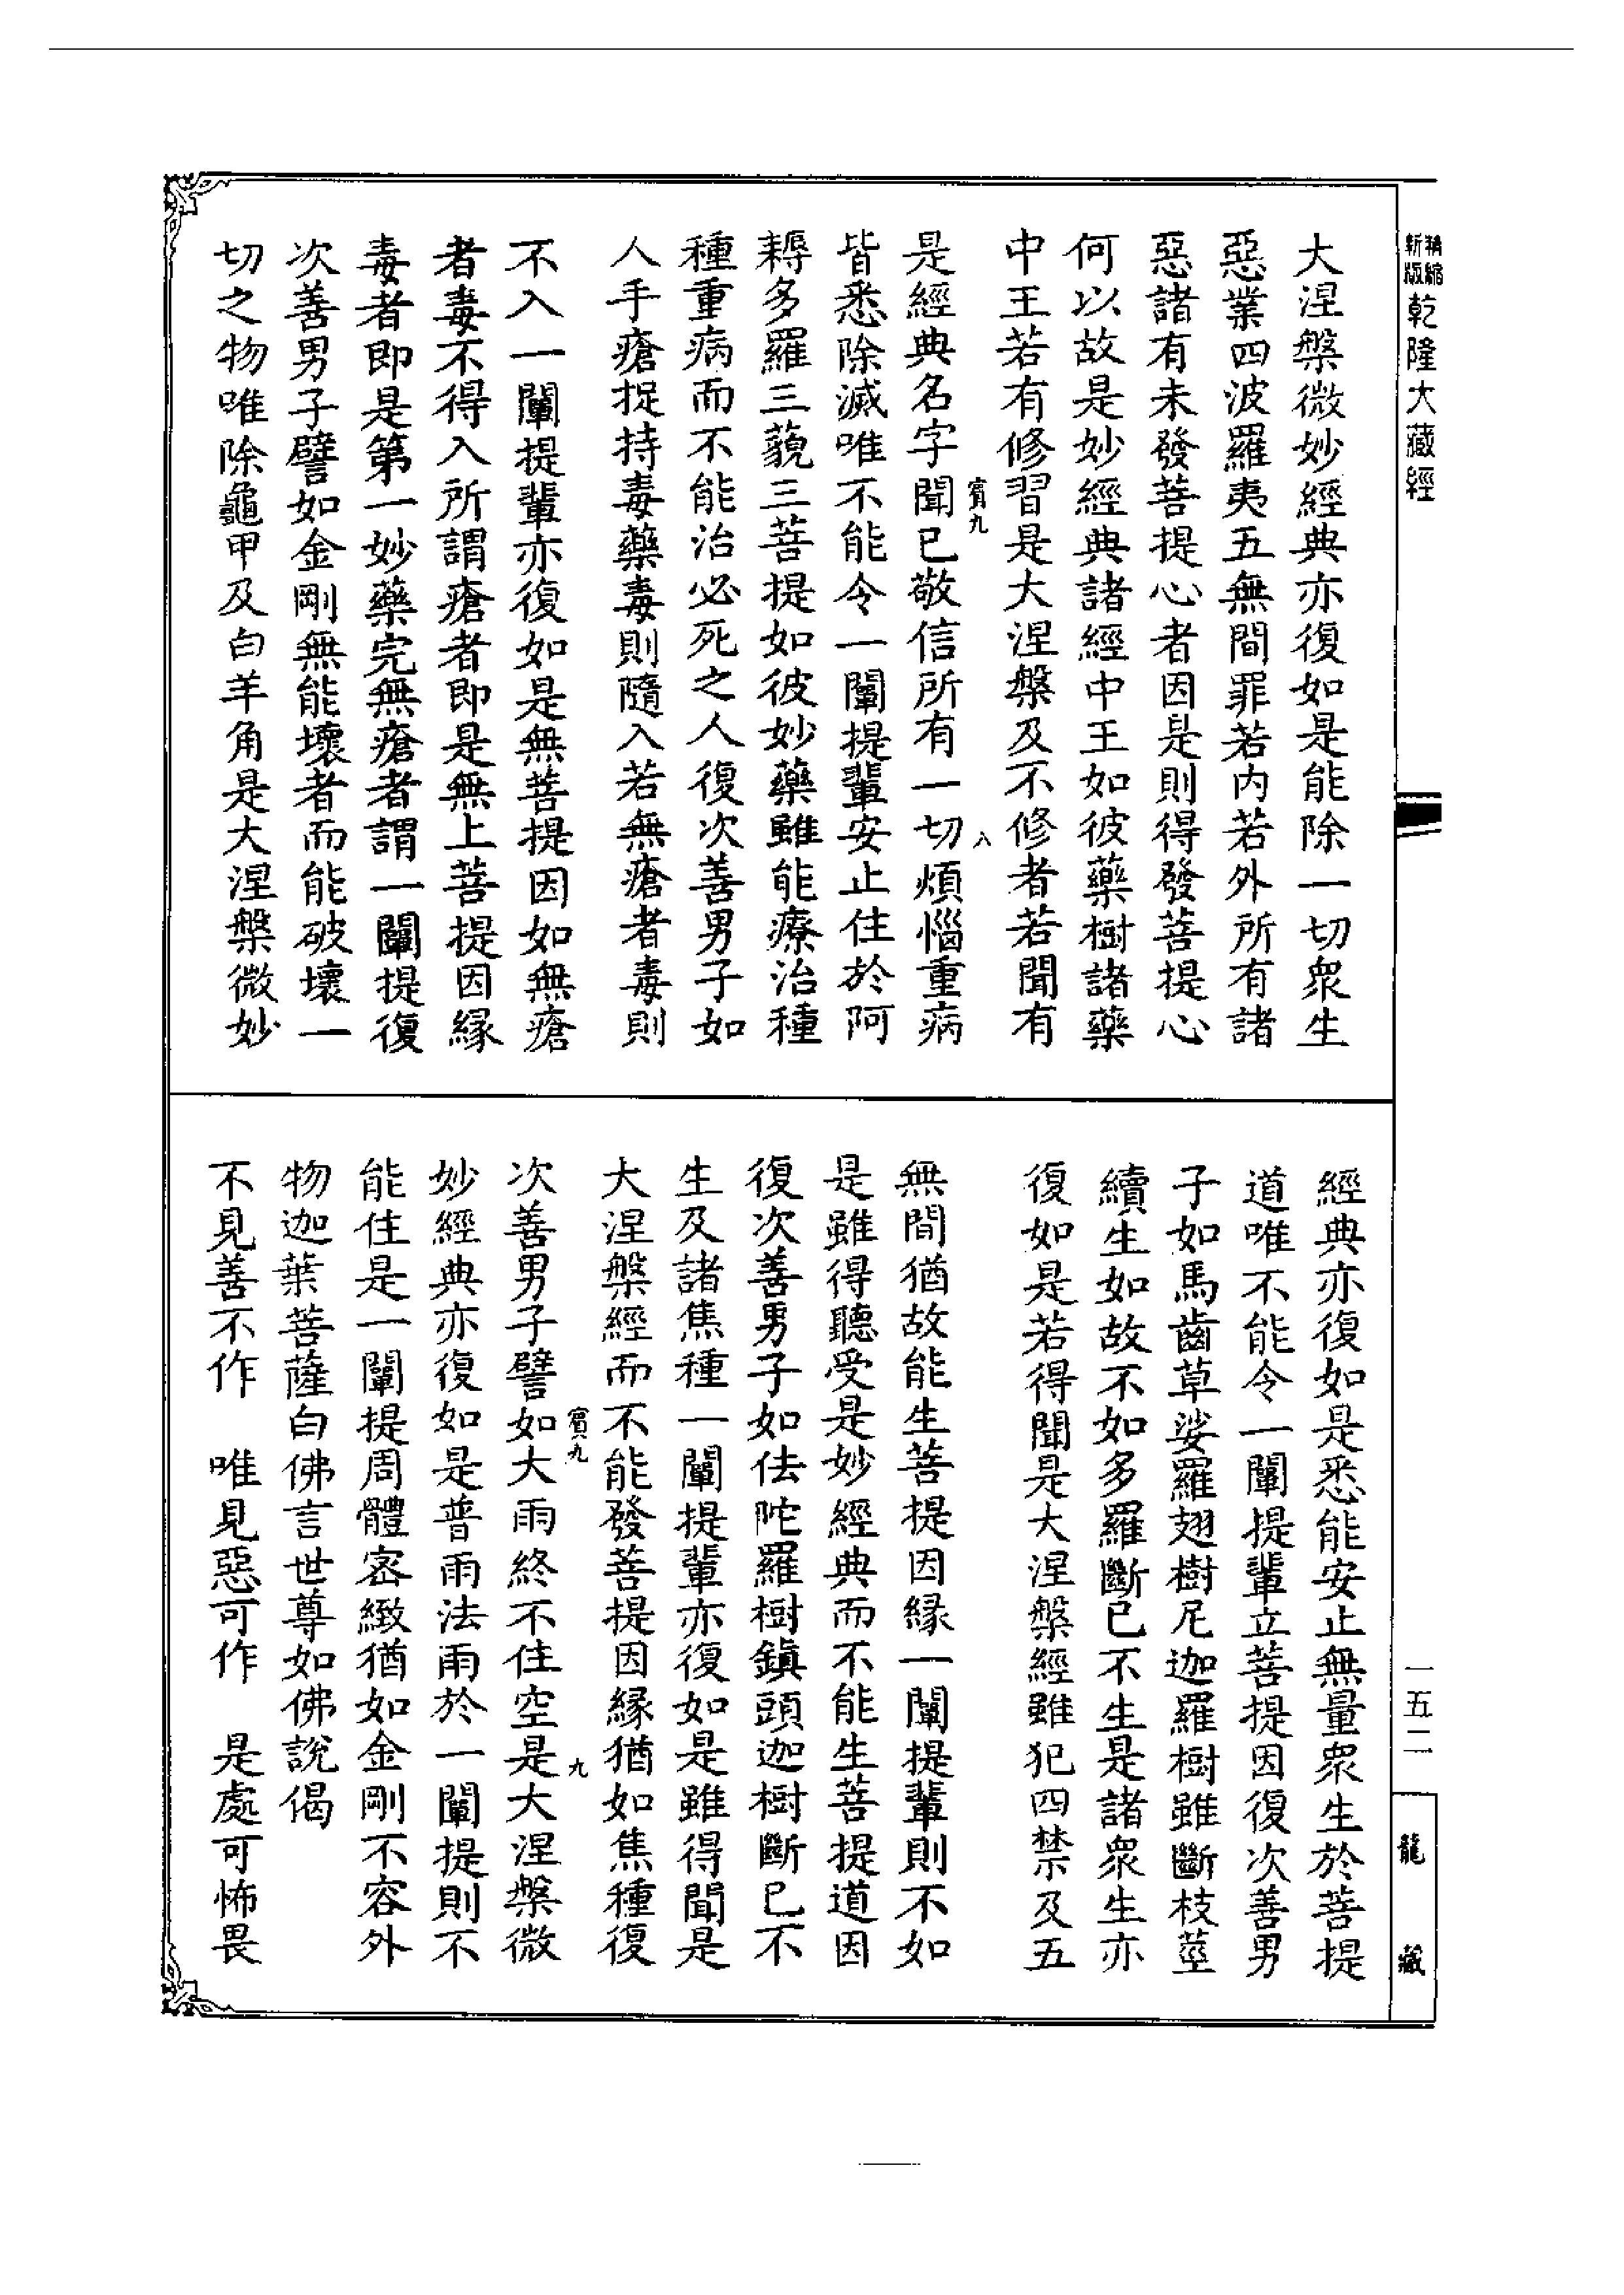 精縮
新版
乾隆大藏經
大涅槃微妙經典亦復如是能除一切衆生
惡業四波羅夷五無間罪若內若外所有諸
惡諸有未發菩提心者因是則得發菩提心
何以故是妙經典諸經中王如彼藥樹諸藥
中王若有修習是大涅槃及不修者若聞有
賓九
八
是經典名字聞已敬信所有一切煩惱重病
皆悉除滅唯不能令一闡提輩安止住於阿
耨多羅三藐三菩提如彼妙藥雖能療治種
種重病而不能治必死之人復次善男子如
人手瘡捉持毒藥毒則隨入若無瘡者毒則
不入一闡提輩亦復如是無菩提因如無瘡
者毒不得入所謂瘡者即是無上菩提因緣
毒者即是第一妙藥完無瘡者謂一闡提復
次善男子譬如金剛無能壞者而能破壞一
切之物唯除龜甲及白羊角是大涅槃微妙
經典亦復如是悉能安止無量衆生於菩提
道唯不能令一闡提輩立菩提因復次善男
子如馬齒草娑羅翅樹尼迦羅樹雖斷枝莖
續生如故不如多羅斷已不生是諸衆生亦
復如是若得聞是大涅槃經雖犯四禁及五
無間猶故能生菩提因緣一闡提輩則不如
是雖得聽受是妙經典而不能生菩提道因
復次善男子如佉陀羅樹鎮頭迦樹斷已不
生及諸焦種一闡提輩亦復如是雖得聞是
大涅槃經而不能發菩提因緣猶如焦種復
賓九
九
次善男子譬如大雨終不住空是大涅槃微
妙經典亦復如是普雨法雨於一闡提則不
能住是一闡提周體密緻猶如金剛不容外
物迦葉菩薩白佛言世尊如佛說偈
不見善不作　唯見惡可作　是處可怖畏
一五二
龍藏